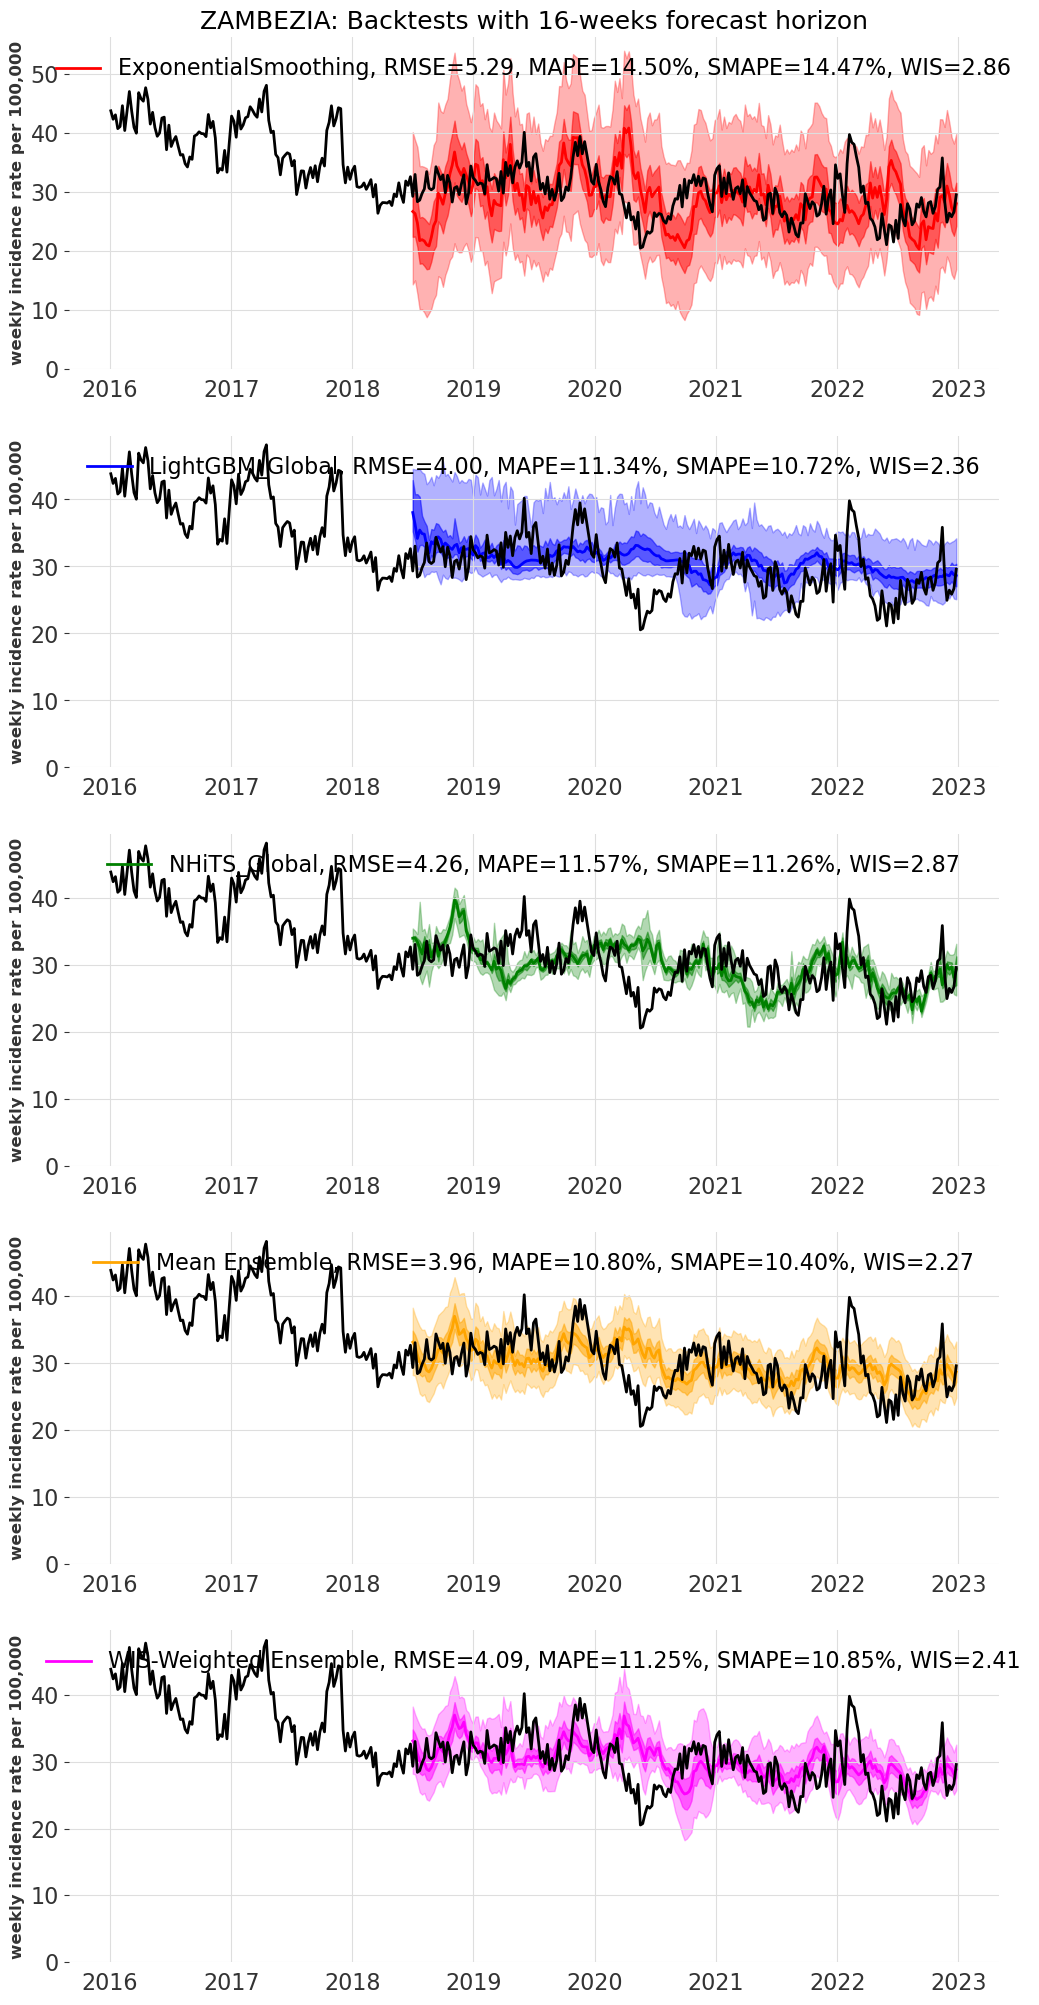 ZAMBEZIA: Backtests with 16-weeks forecast horizon
weekly incidence rate per 100,000
50
40
30
20
10
0
ExponentialSmoothing, RMSE=5.29, MAPE=14.50%, SMAPE=14.47%, WIS=2.86
2016 2017 2018 2019 2020 2021 2022 2023
weekly incidence rate per 100,000
40
30
20
10
0
LightGBM_Global, RMSE=4.00, MAPE=11.34%, SMAPE=10.72%, WIS=2.36
2016 2017 2018 2019 2020 2021 2022 2023
weekly incidence rate per 100,000
40
30
20
10
0
NHiTS_Global, RMSE=4.26, MAPE=11.57%, SMAPE=11.26%, WIS=2.87
2016 2017 2018 2019 2020 2021 2022 2023
weekly incidence rate per 100,000
40
30
20
10
0
Mean Ensemble, RMSE=3.96, MAPE=10.80%, SMAPE=10.40%, WIS=2.27
2016 2017 2018 2019 2020 2021 2022 2023
weekly incidence rate per 100,000
40
30
20
10
0
WIS-Weighted Ensemble, RMSE=4.09, MAPE=11.25%, SMAPE=10.85%, WIS=2.41
2016 2017 2018 2019 2020 2021 2022 2023